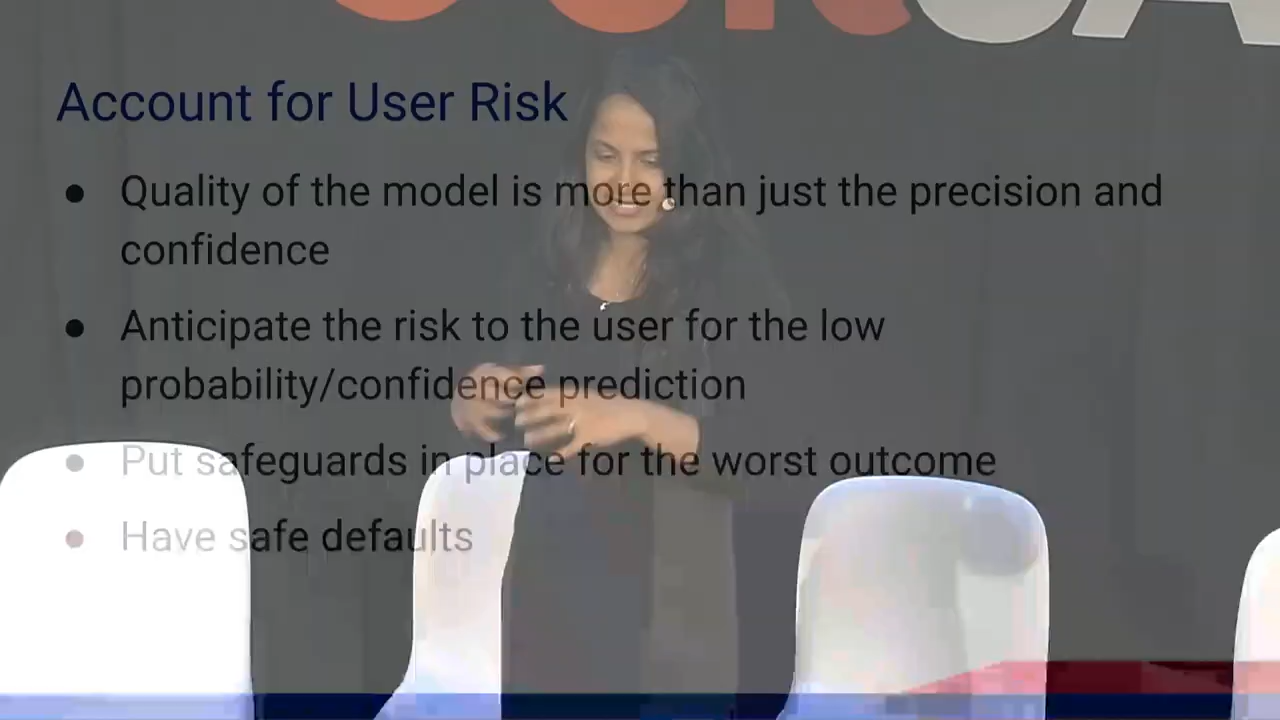 Account for User Risk
● Quality of the model is more than just the precision and
confidence
● Anticipate the risk to the user for the low
probability/confidence prediction
● Put safeguards in place for the worst outcome
● Have safe defaults